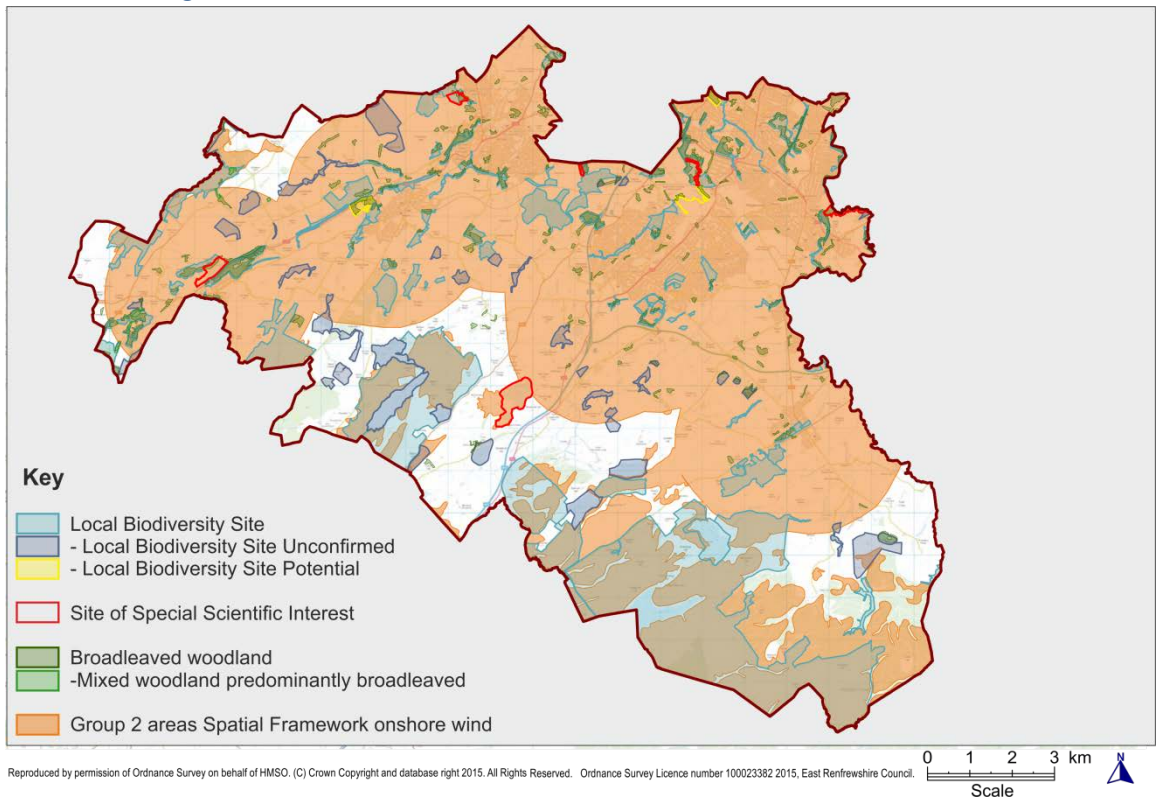 Key
Local Biodiversity Site
- Local Biodiversity Site Unconfirmed
- Local Biodiversity Site Potential
Site of Special Scientific Interest
Broadleaved woodland
-Mixed woodland predominantly broadleaved
Group 2 areas Spatial Framework onshore wind
Reproduced by permission of Ordnance Survey on behalf of HMSO. (C) Crown Copyright and database right 2015. All Rights Reserved. Ordnance Survey Licence number 100023382 2015, East Renfrewshire Council.
0 1 2 3 km
Scale
N